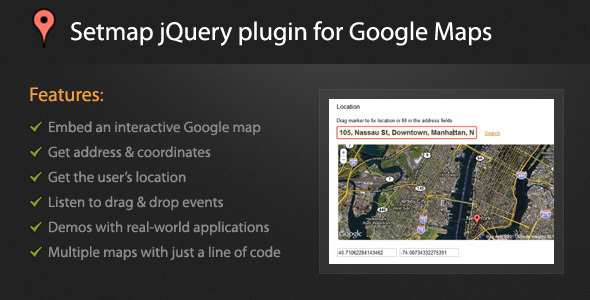 Setmap jQuery plugin for Google Maps
Features:
Embed an interactive Google map
Get address & coordinates
Get the user's location
Listen to drag & drop events
Demos with real-world applications
Multiple maps with just a line of code
Location
Drag marker to fix location or fill in the address fields
105, Nassau St, Downtown, Manhattan, N
Search
New York
Google
40.71062284143462
-74.00734332275391